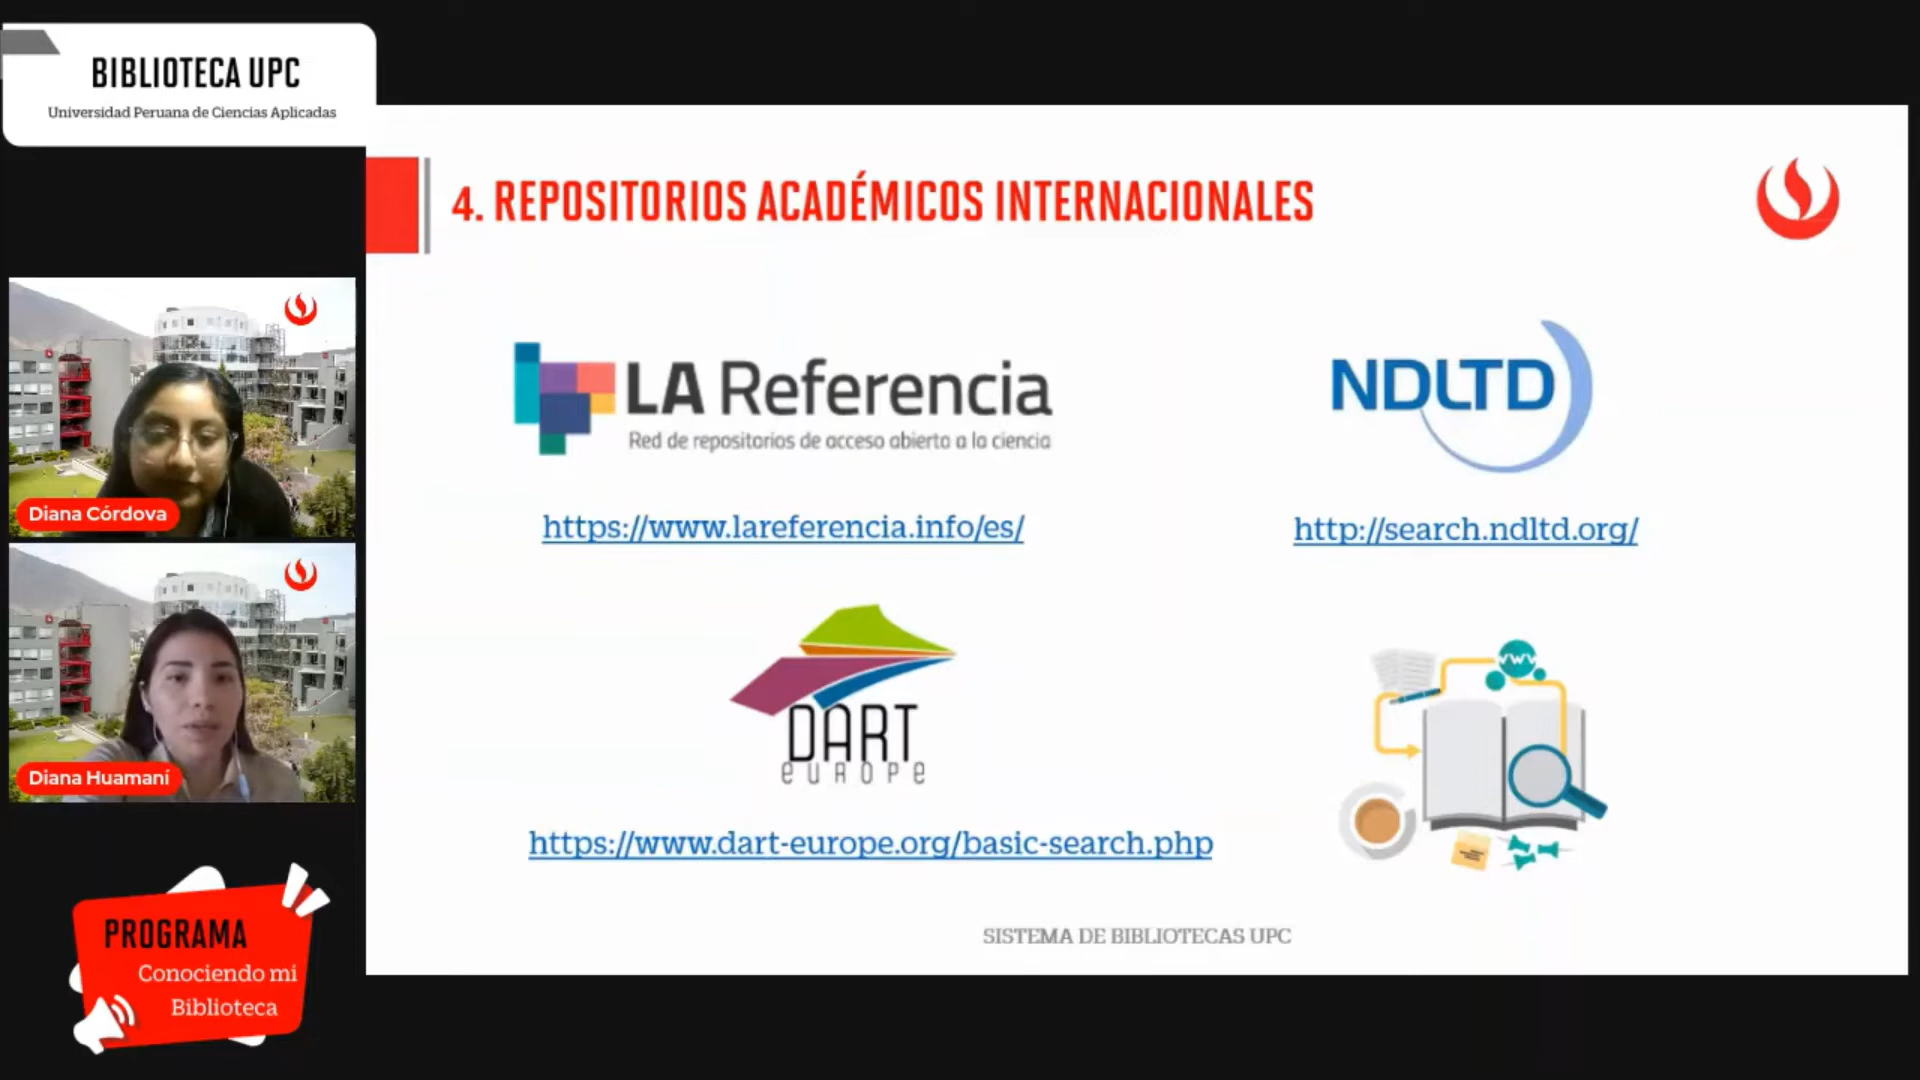 BIBLIOTECA UPC
Universidad Peruana de Ciencias Aplicadas
4. REPOSITORIOS ACADÉMICOS INTERNACIONALES
LA Referencia
Red de repositorios de acceso abierto a la ciencia
https://www.lareferencia.info/es/
NDLTD
http://search.ndltd.org/
DART
EUROPE
https://www.dart-europe.org/basic-search.php
WWV
SISTEMA DE BIBLIOTECAS UPC
Diana Córdova
Diana Huamaní
PROGRAMA
Conociendo mi
Biblioteca